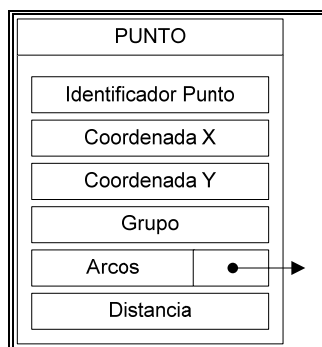 PUNTO
Identificador Punto
Coordenada X
Coordenada Y
Grupo
Arcos
Distancia